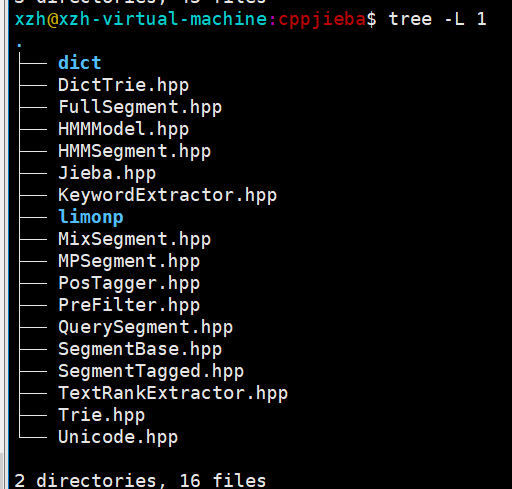 xzh@xzh-virtual-machine:cppjieba$ tree -L 1
.
├── dict
├── DictTrie.hpp
├── FullSegment.hpp
├── HMMModel.hpp
├── HMMSegment.hpp
├── Jieba.hpp
├── KeywordExtractor.hpp
├── limonp
├── MixSegment.hpp
├── MPSegment.hpp
├── PosTagger.hpp
├── PreFilter.hpp
├── QuerySegment.hpp
├── SegmentBase.hpp
├── SegmentTagged.hpp
├── TextRankExtractor.hpp
├── Trie.hpp
└── Unicode.hpp
2 directories, 16 files